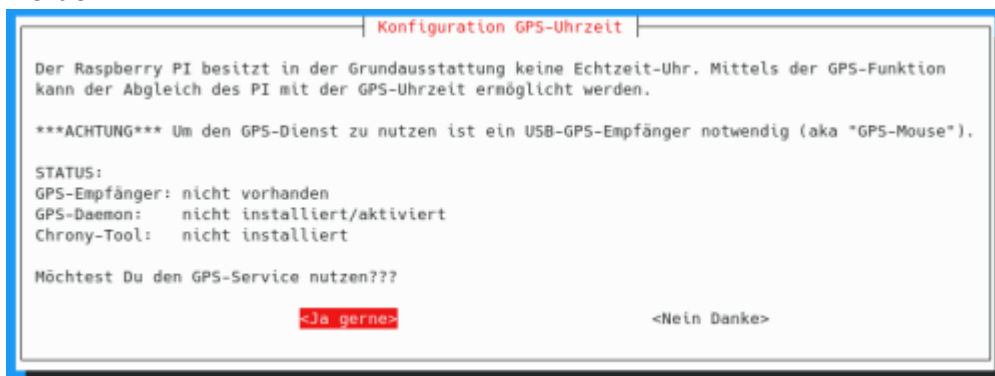 Konfiguration GPS-Uhrzeit
Der Raspberry PI besitzt in der Grundausstattung keine Echtzeit-Uhr. Mittels der GPS-Funktion
kann der Abgleich des PI mit der GPS-Uhrzeit ermöglicht werden.
***ACHTUNG*** Um den GPS-Dienst zu nutzen ist ein USB-GPS-Empfänger notwendig (aka "GPS-Mouse").
STATUS:
GPS-Empfänger: nicht vorhanden
GPS-Daemon: nicht installiert/aktiviert
Chrony-Tool: nicht installiert
Möchtest Du den GPS-Service nutzen???
<Ja gerne> <Nein Danke>